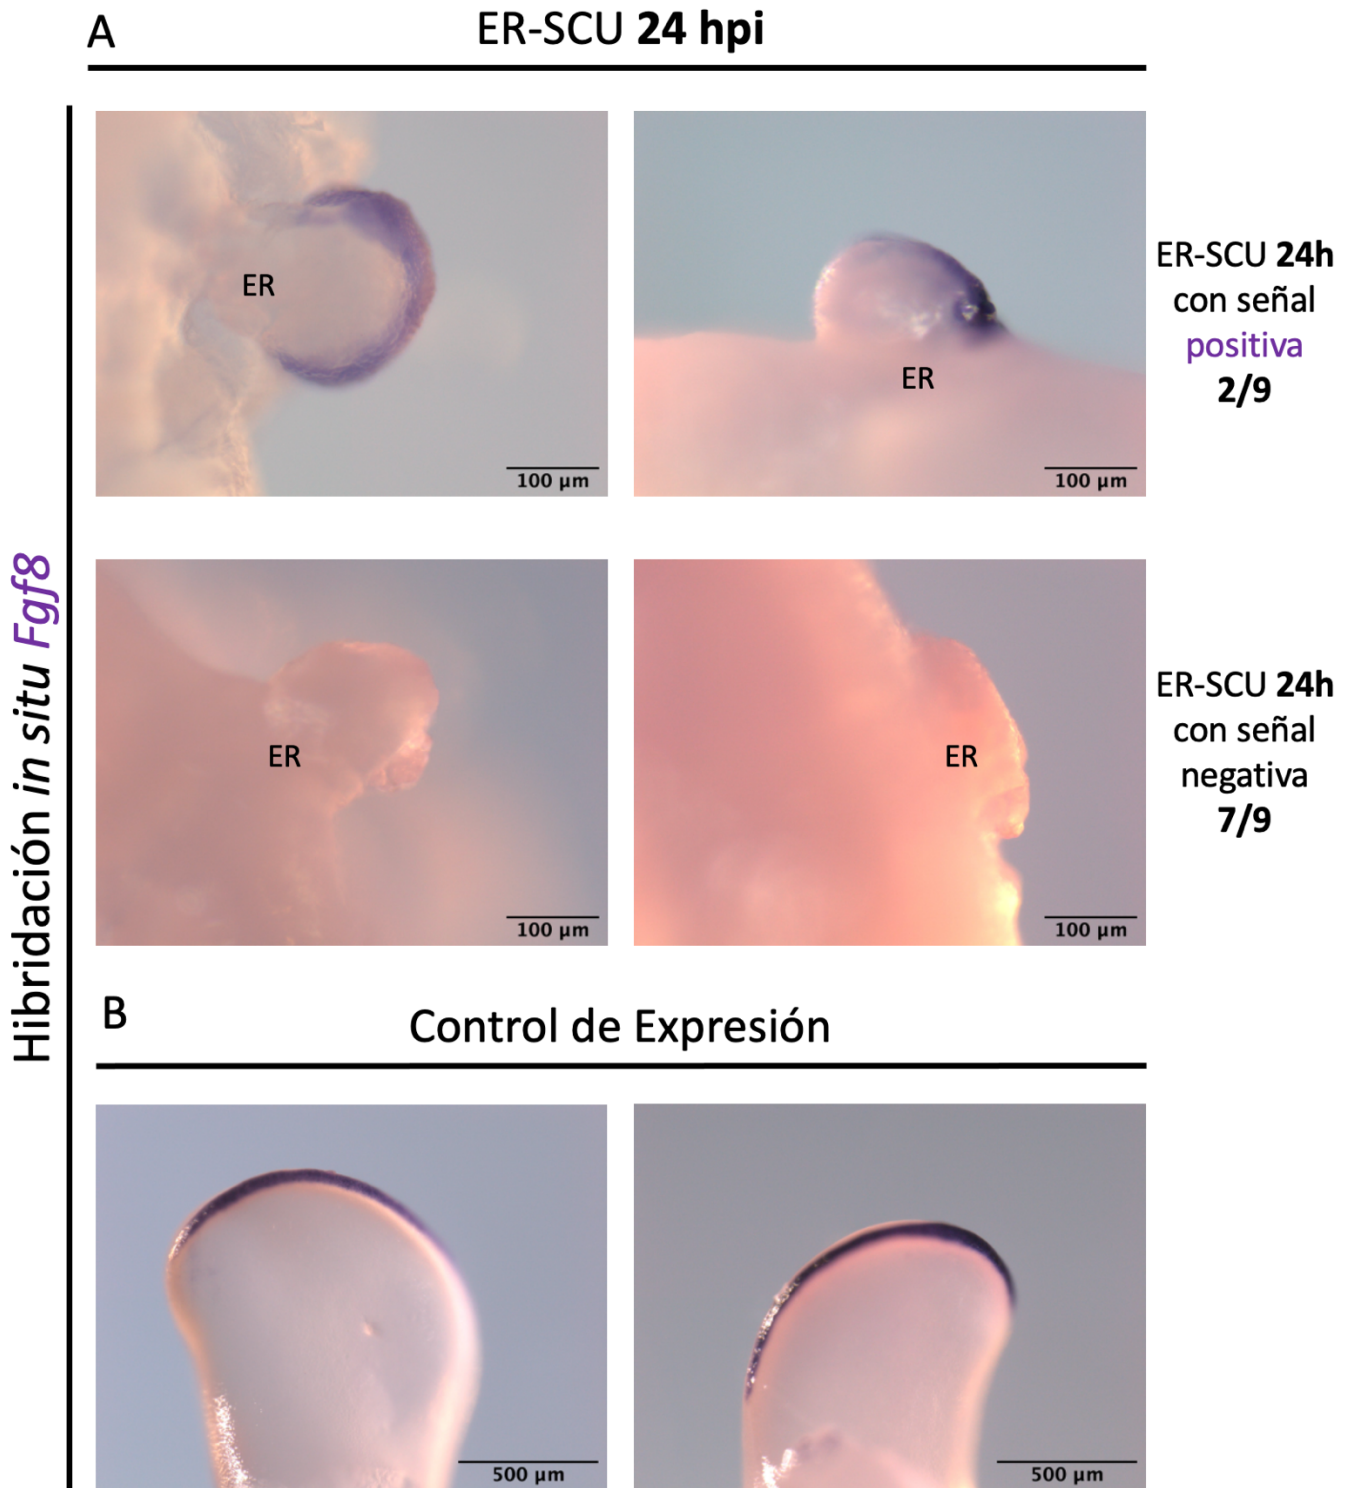 A
ER-SCU 24 hpi
Hibridación in situ Fgf8
ER
100 µm
ER
100 µm
ER-SCU 24h
con señal
positiva
2/9
ER
100 µm
ER
100 µm
ER-SCU 24h
con señal
negativa
7/9
B
Control de Expresión
500 µm
500 µm